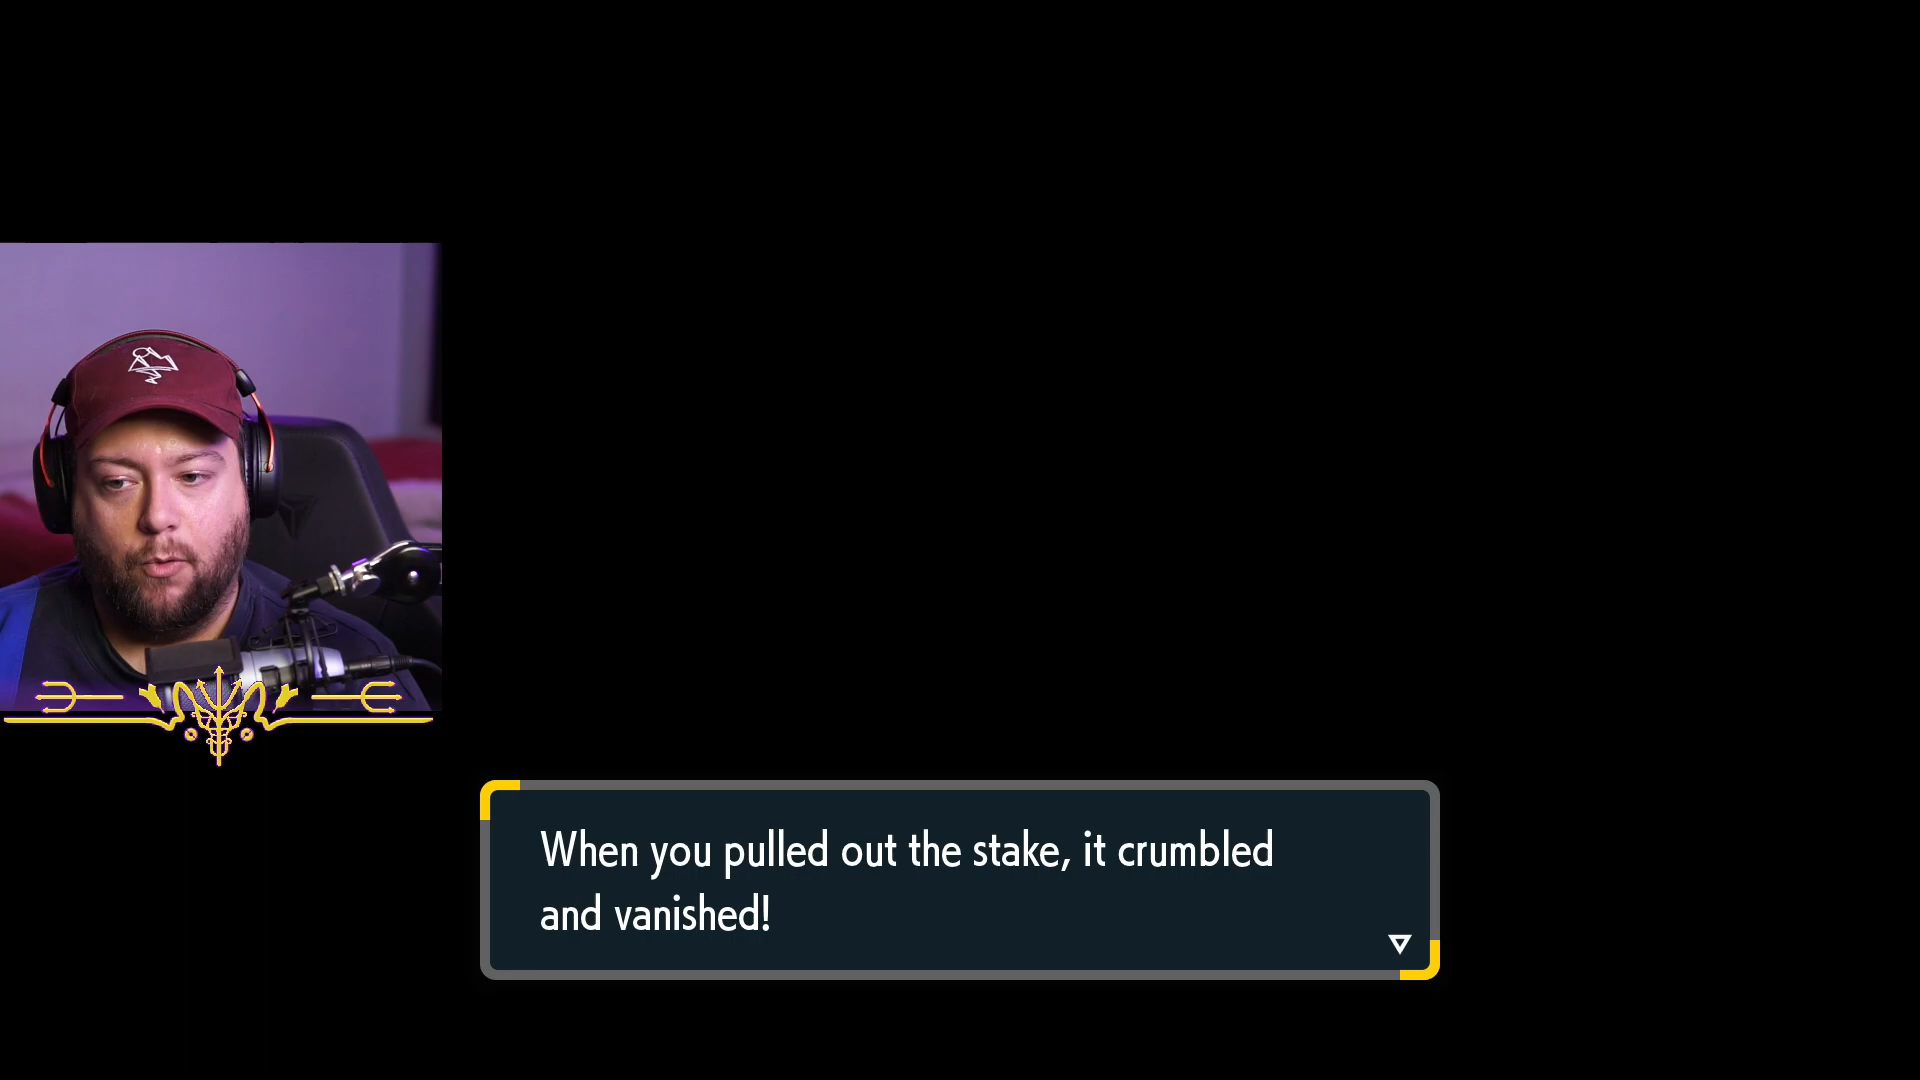 When you pulled out the stake, it crumbled
and vanished!